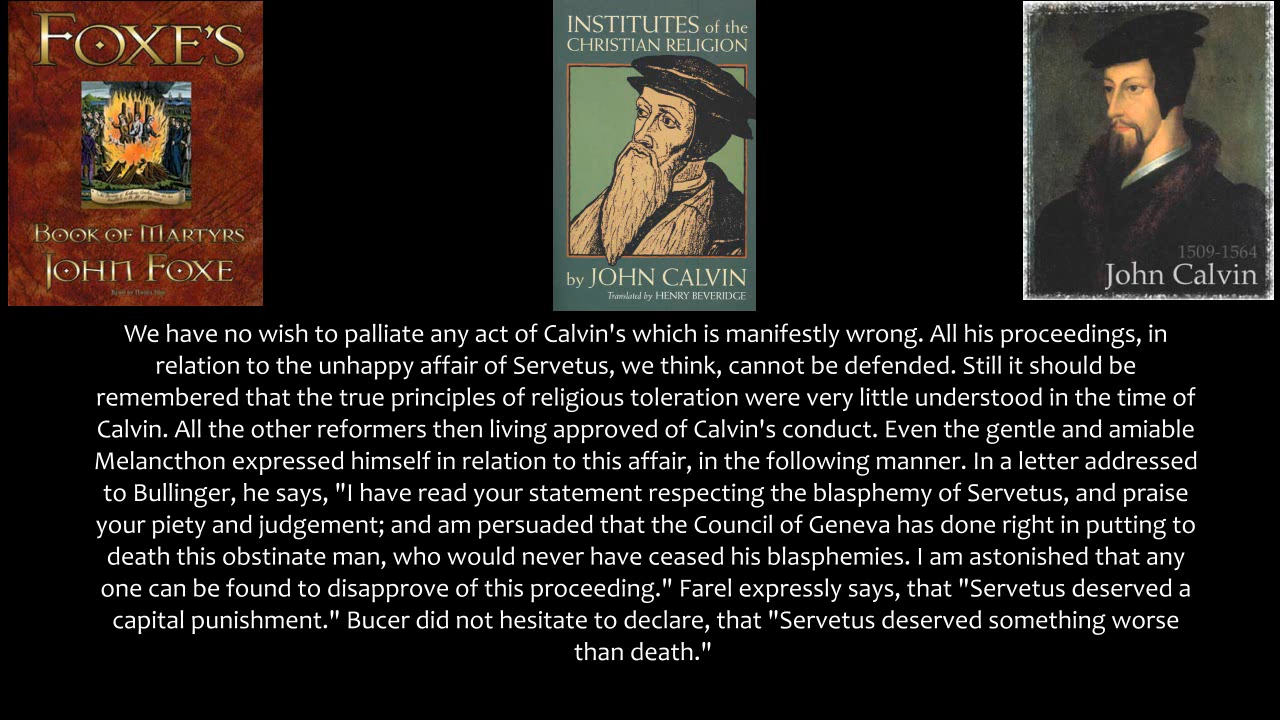 FOXE'S
BOOK OF MARTYRS
JOHN FOXE
INSTITUTES of the
CHRISTIAN RELIGION
by JOHN CALVIN
Translated by HENRY BEVERIDGE
1509-1564
John Calvin
We have no wish to palliate any act of Calvin's which is manifestly wrong. All his proceedings, in
relation to the unhappy affair of Servetus, we think, cannot be defended. Still it should be
remembered that the true principles of religious toleration were very little understood in the time of
Calvin. All the other reformers then living approved of Calvin's conduct. Even the gentle and amiable
Melancthon expressed himself in relation to this affair, in the following manner. In a letter addressed
to Bullinger, he says, "I have read your statement respecting the blasphemy of Servetus, and praise
your piety and judgement; and am persuaded that the Council of Geneva has done right in putting to
death this obstinate man, who would never have ceased his blasphemies. I am astonished that any
one can be found to disapprove of this proceeding." Farel expressly says, that "Servetus deserved a
capital punishment." Bucer did not hesitate to declare, that "Servetus deserved something worse
than death."